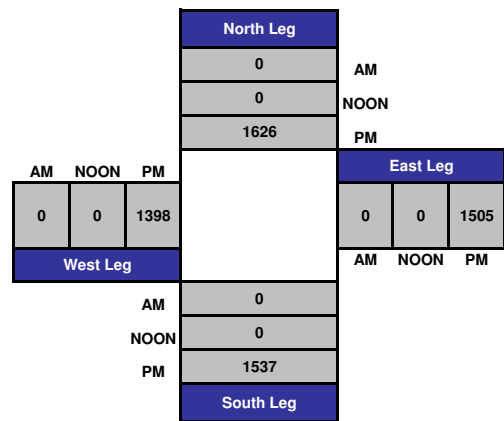 North Leg
0 AM
0 NOON
1626 PM
AM NOON PM
East Leg
0 0 1398
0 0 1505
West Leg
AM NOON PM
AM 0
NOON 0
PM 1537
South Leg